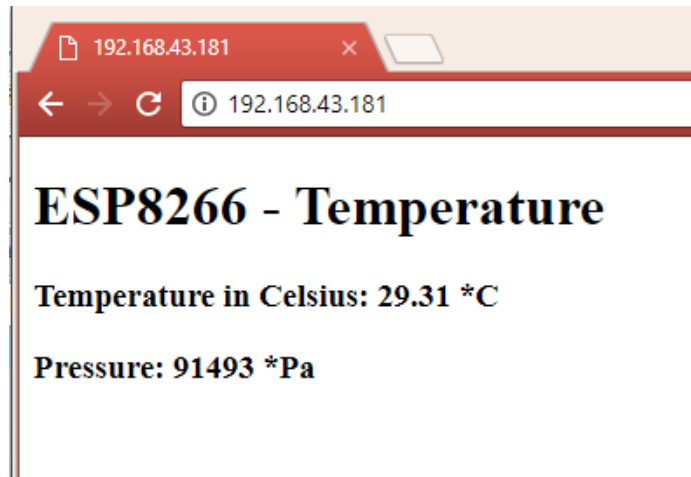 192.168.43.181
192.168.43.181
ESP8266 - Temperature
Temperature in Celsius: 29.31 *C
Pressure: 91493 *Pa